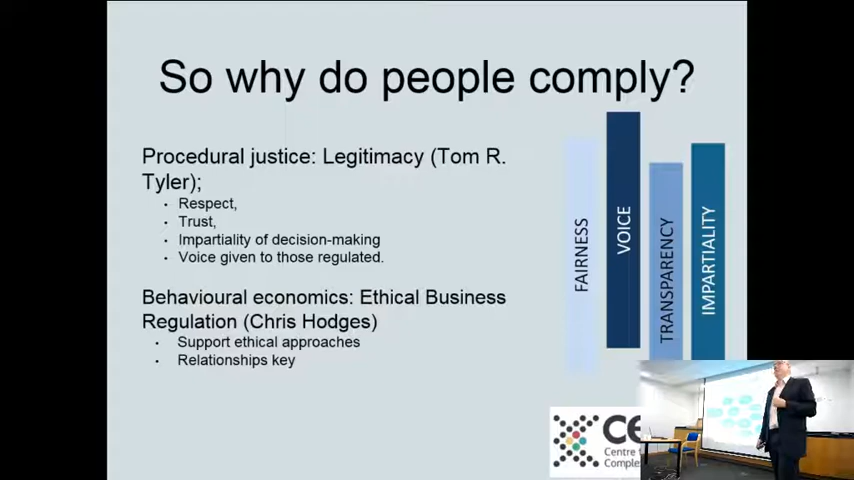 So why do people comply?
Procedural justice: Legitimacy (Tom R.
Tyler);
• Respect,
• Trust,
• Impartiality of decision-making
• Voice given to those regulated.
Behavioural economics: Ethical Business
Regulation (Chris Hodges)
• Support ethical approaches
• Relationships key
FAIRNESS
VOICE
TRANSPARENCY
IMPARTIALITY
Centre